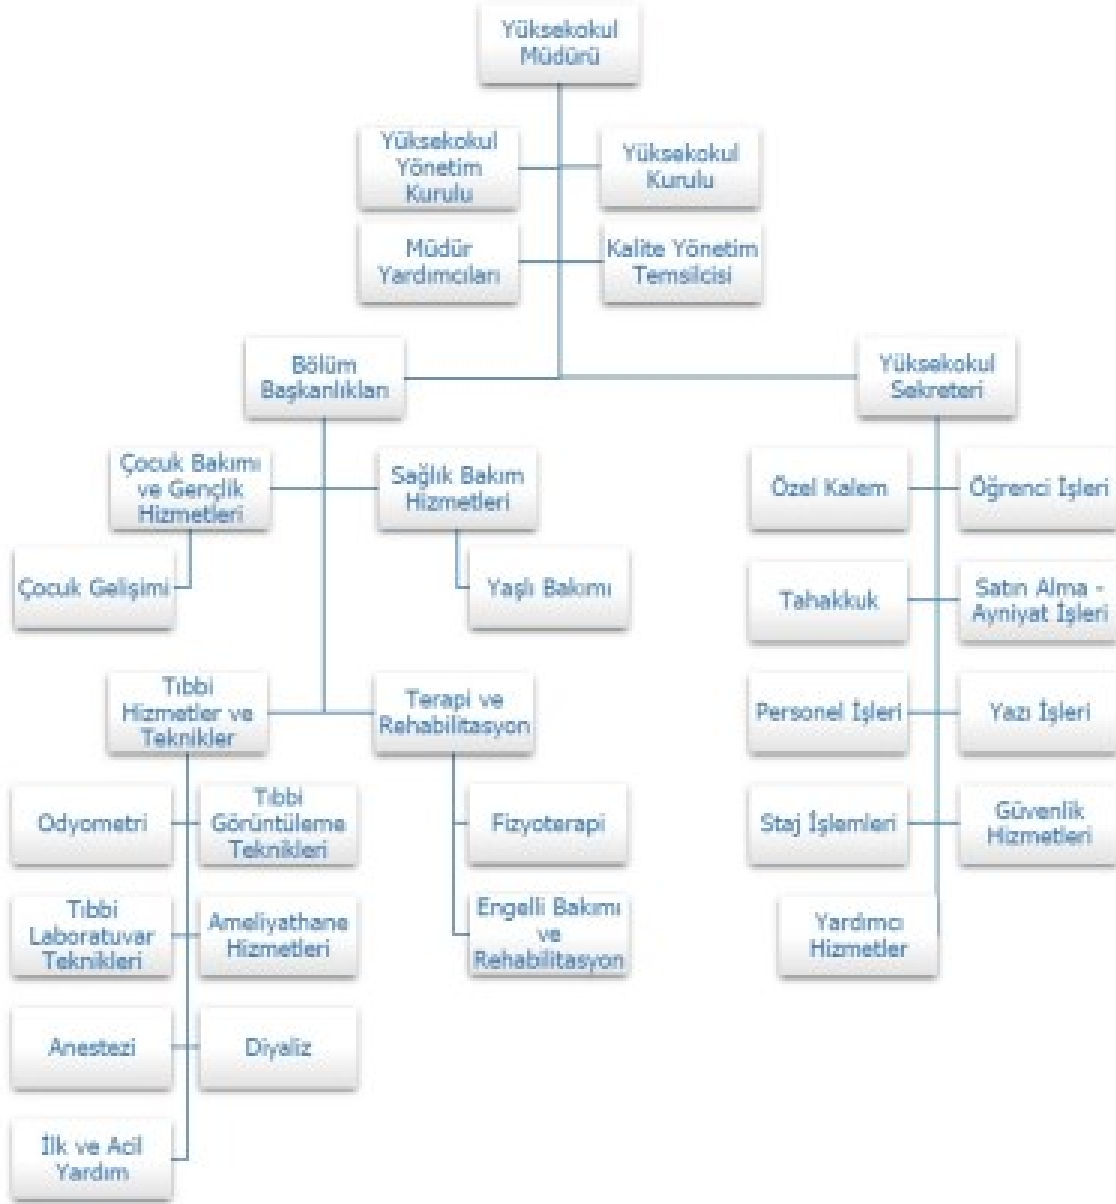 Yüksekokul
Müdürü
Yüksekokul
Yönetim
Kurulu
Yüksekokul
Kurulu
Müdür
Yardımcıları
Kalite Yönetim
Temsilcisi
Bölüm
Başkanlıkları
Yüksekokul
Sekreteri
Çocuk Bakımı
ve Gençlik
Hizmetleri
Sağlık Bakım
Hizmetleri
Çocuk Gelişimi
Yaşlı Bakımı
Tıbbi
Hizmetler ve
Teknikler
Terapi ve
Rehabilitasyon
Odyometri
Tıbbi
Görüntüleme
Teknikleri
Tıbbi
Laboratuvar
Teknikleri
Ameliyathane
Hizmetleri
Anestezi
Diyaliz
İlk ve Acil
Yardım
Fizyoterapi
Engelli Bakımı
ve
Rehabilitasyon
Özel Kalem
Öğrenci İşleri
Tahakkuk
Satın Alma -
Ayniyat İşleri
Personel İşleri
Yazı İşleri
Staj İşlemleri
Güvenlik
Hizmetleri
Yardımcı
Hizmetler